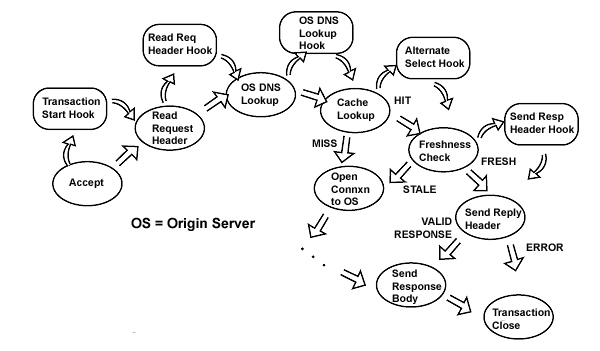 OS DNS
Lookup
Hook
Read Req
Header Hook
Alternate
Select Hook
Transaction
Start Hook
OS DNS
Lookup
Cache
Lookup
HIT
Send Resp
Header Hook
Read
Request
Header
MISS
Freshness
Check
FRESH
Accept
Open
Connxn
to OS
STALE
OS = Origin Server
VALID
RESPONSE
Send Reply
Header
ERROR
Send
Response
Body
Transaction
Close